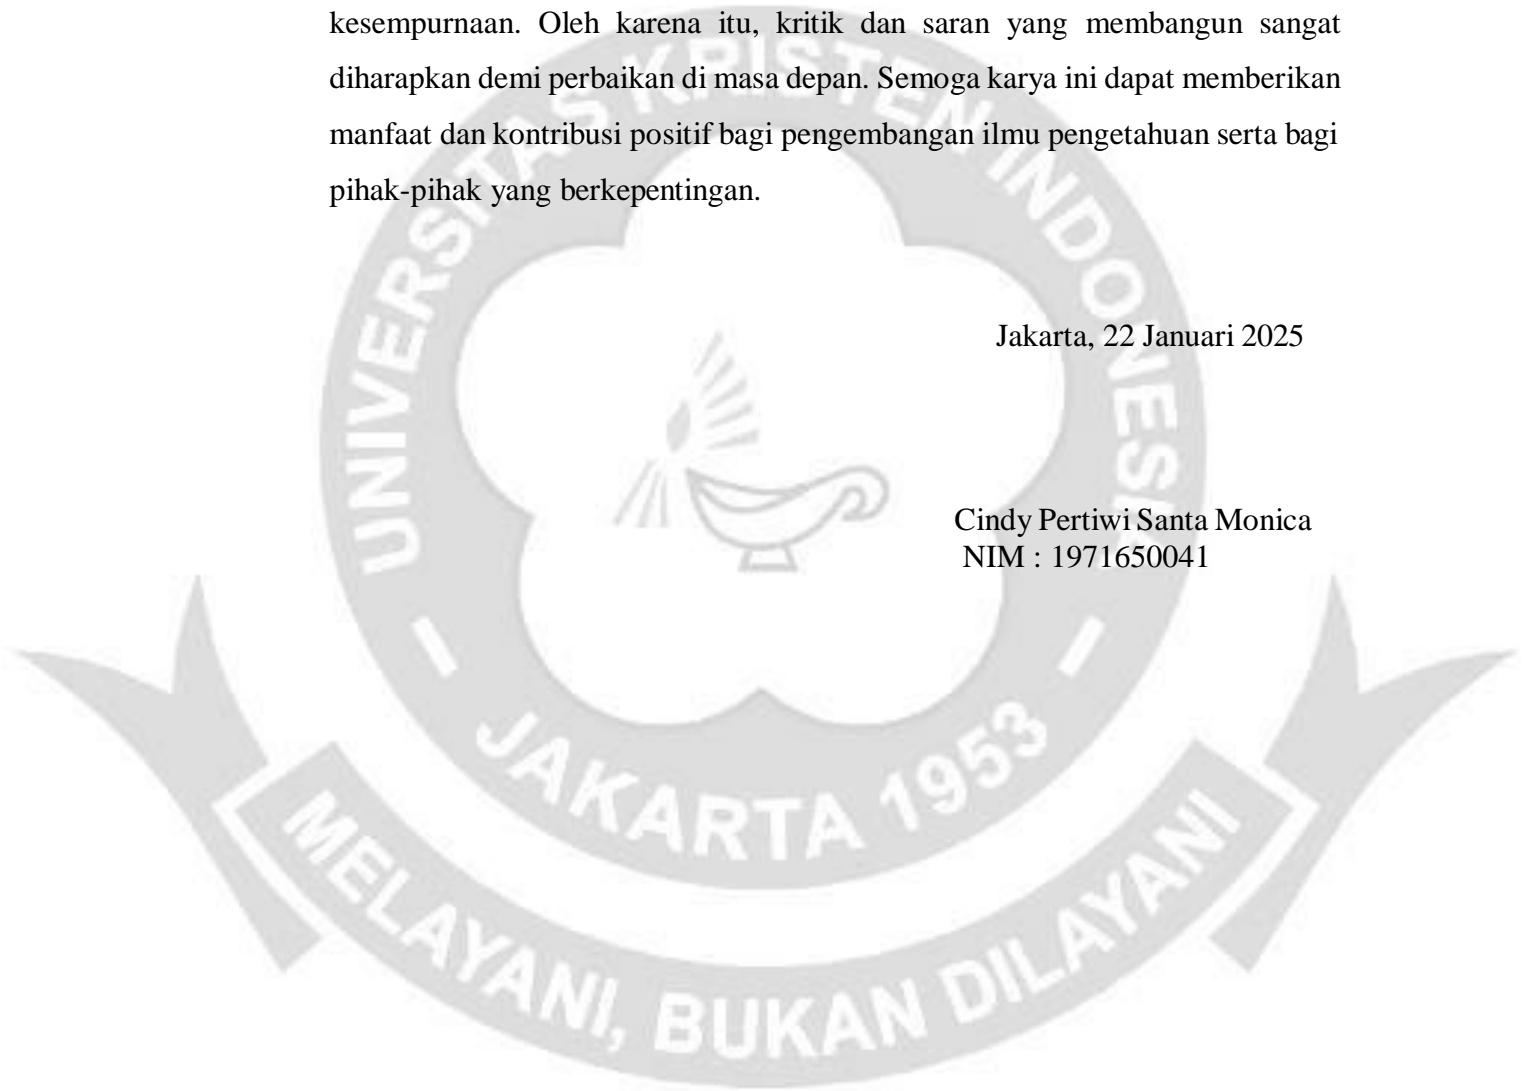 kesempurnaan. Oleh karena itu, kritik dan saran yang membangun sangat
diharapkan demi perbaikan di masa depan. Semoga karya ini dapat memberikan
manfaat dan kontribusi positif bagi pengembangan ilmu pengetahuan serta bagi
pihak-pihak yang berkepentingan.
Jakarta, 22 Januari 2025
Cindy Pertiwi Santa Monica
NIM : 1971650041
UNIVERSITAS KRISTEN INDONESIA
JAKARTA 1953
MELAYANI, BUKAN DILAYANI